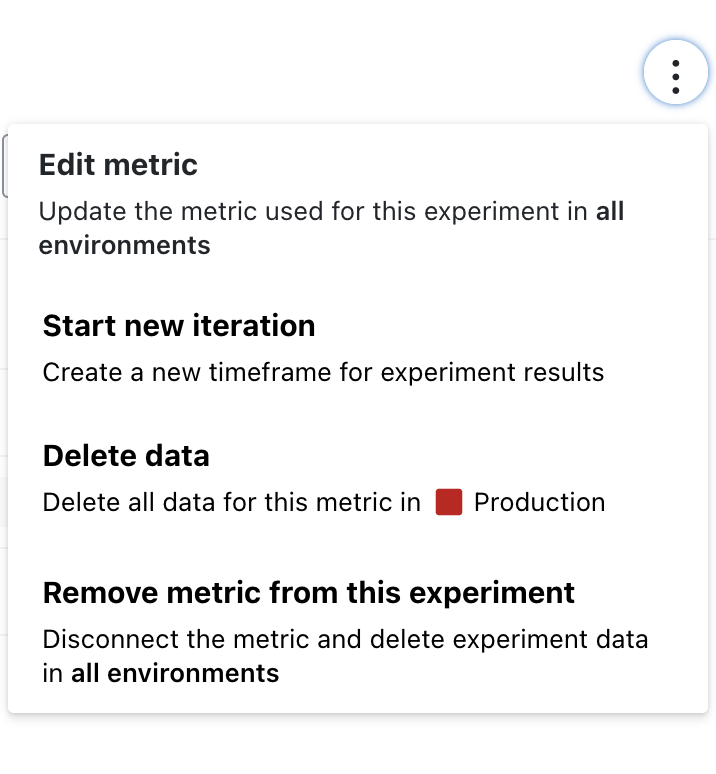 Edit metric
Update the metric used for this experiment in all
environments
Start new iteration
Create a new timeframe for experiment results
Delete data
Delete all data for this metric in Production
Remove metric from this experiment
Disconnect the metric and delete experiment data
in all environments